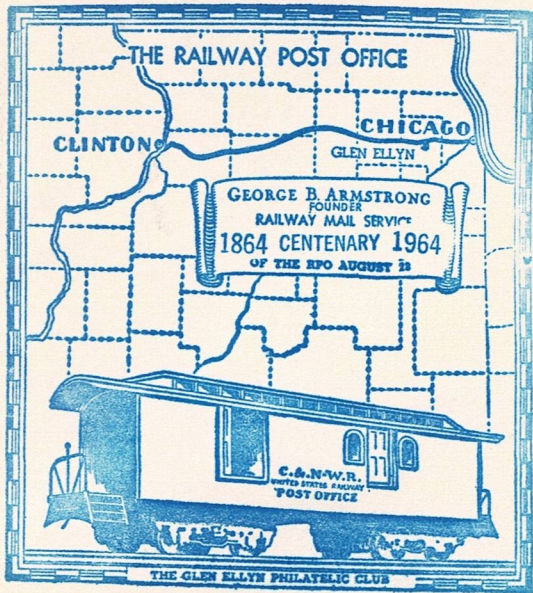 THE RAILWAY POST OFFICE
CLINTON
CHICAGO
GLEN ELLYN
GEORGE B. ARMSTRONG
FOUNDER
RAILWAY MAIL SERVICE
1864 CENTENARY 1964
OF THE RPO AUGUST 28
C.&.N-W.R.
UNITED STATES RAILWAY
POST OFFICE
THE GLEN ELLYN PHILATELIC CLUB